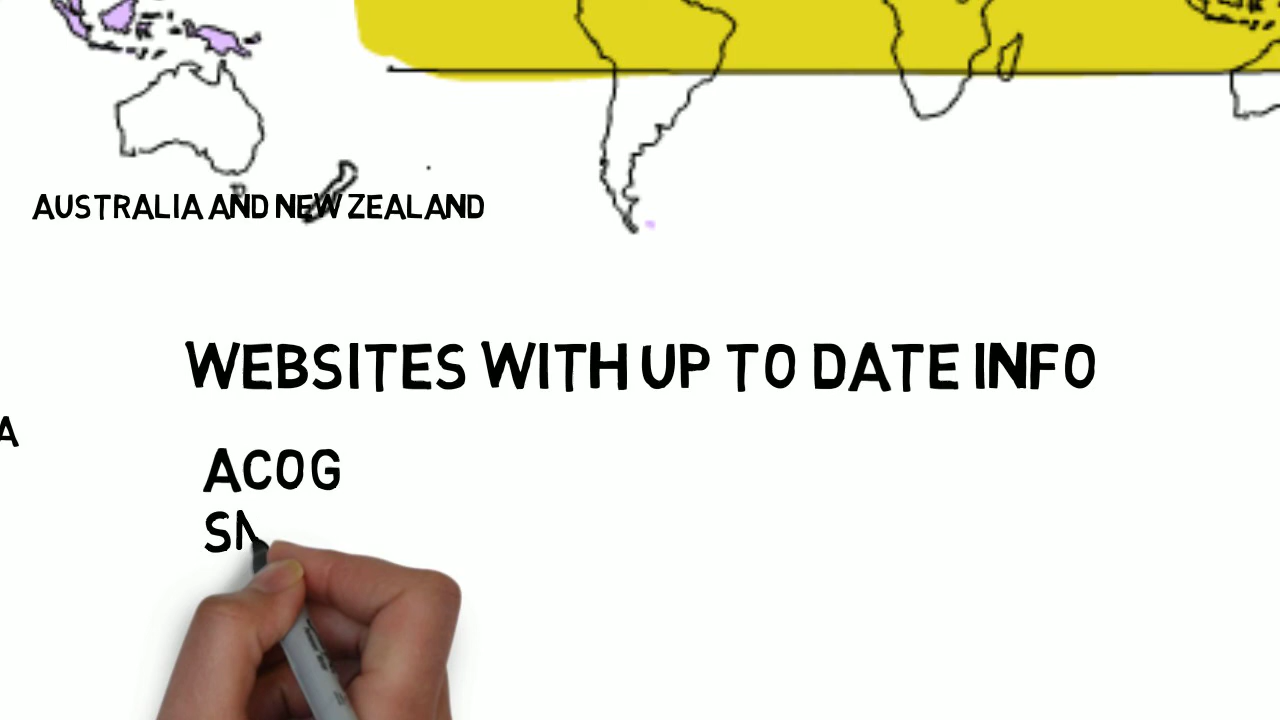 AUSTRALIA AND NEW ZEALAND
WEBSITES WITH UP TO DATE INFO
A
ACOG